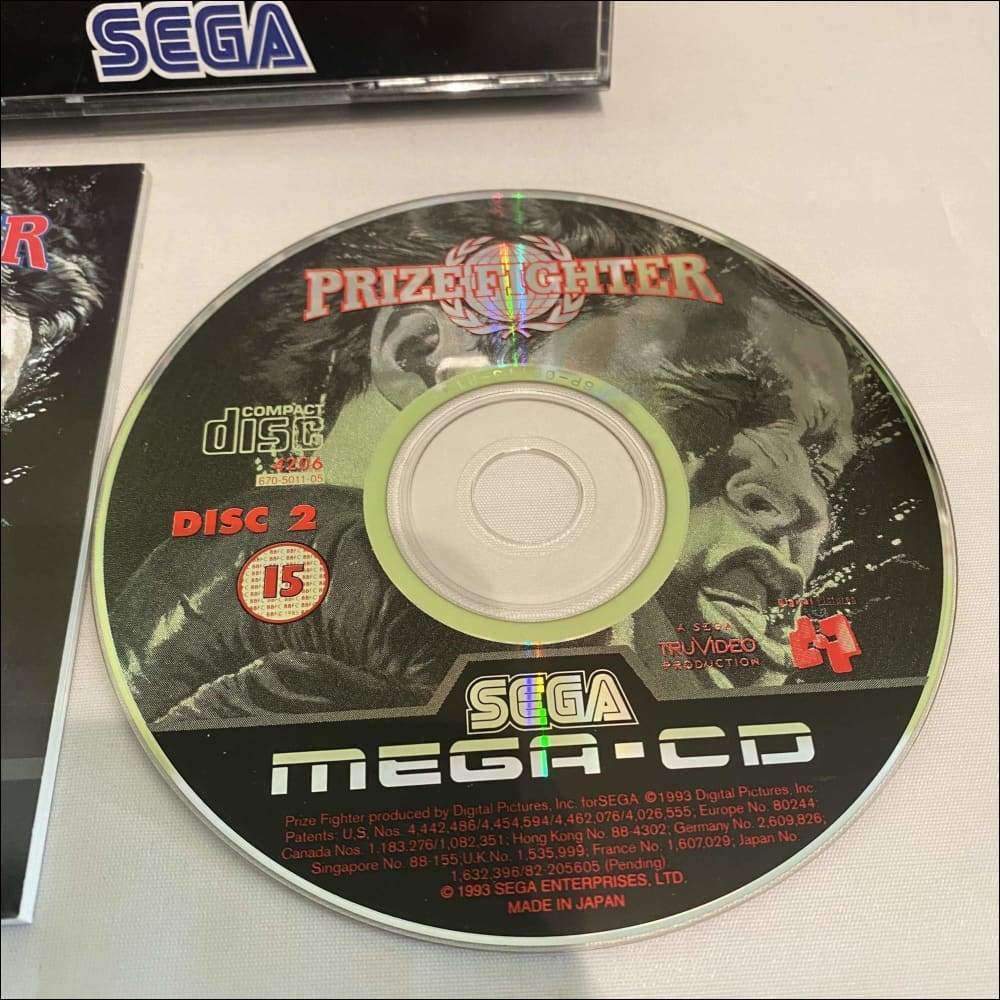 SEGA
R
PRIZE FIGHTER
COMPACT
disc
4206
670-5011-05
DISC 2
15
A SEGA
TRUVIDEO
PRODUCTION
SEGA
MEGA-CD
Prize Fighter produced by Digital Pictures, Inc. forSEGA ©1993 Digital Pictures, Inc.
Patents: U.S. Nos. 4,442,486/4,454,594/4,462,076/4,026,555; Europe No. 80244;
Canada Nos. 1,183,276/1,082,351; Hong Kong No. 88-4302; Germany No. 2,609,826;
Singapore No. 88-155;U.K.No. 1,535,999; France No. 1,607,029; Japan No
1,632,396/82-205605 (Pending)
© 1993 SEGA ENTERPRISES, LTD.
MADE IN JAPAN